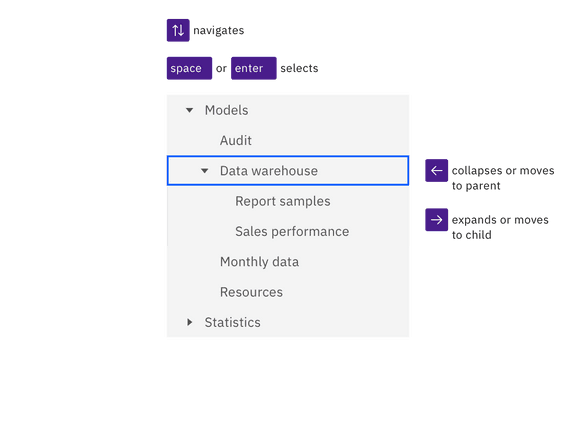 navigates
space or enter selects
Models
Audit
Data warehouse
Report samples
Sales performance
Monthly data
Resources
Statistics
collapses or moves
to parent
expands or moves
to child